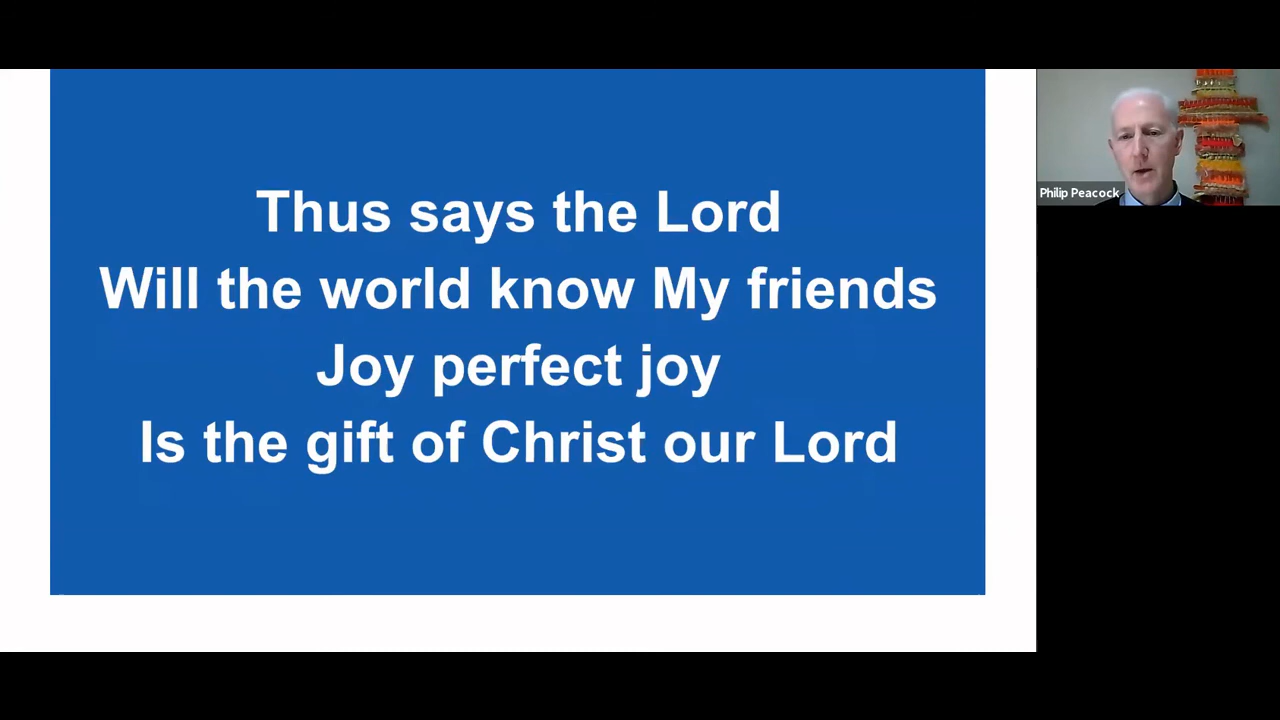 Thus says the Lord
Will the world know My friends
Joy perfect joy
Is the gift of Christ our Lord
Philip Peacock